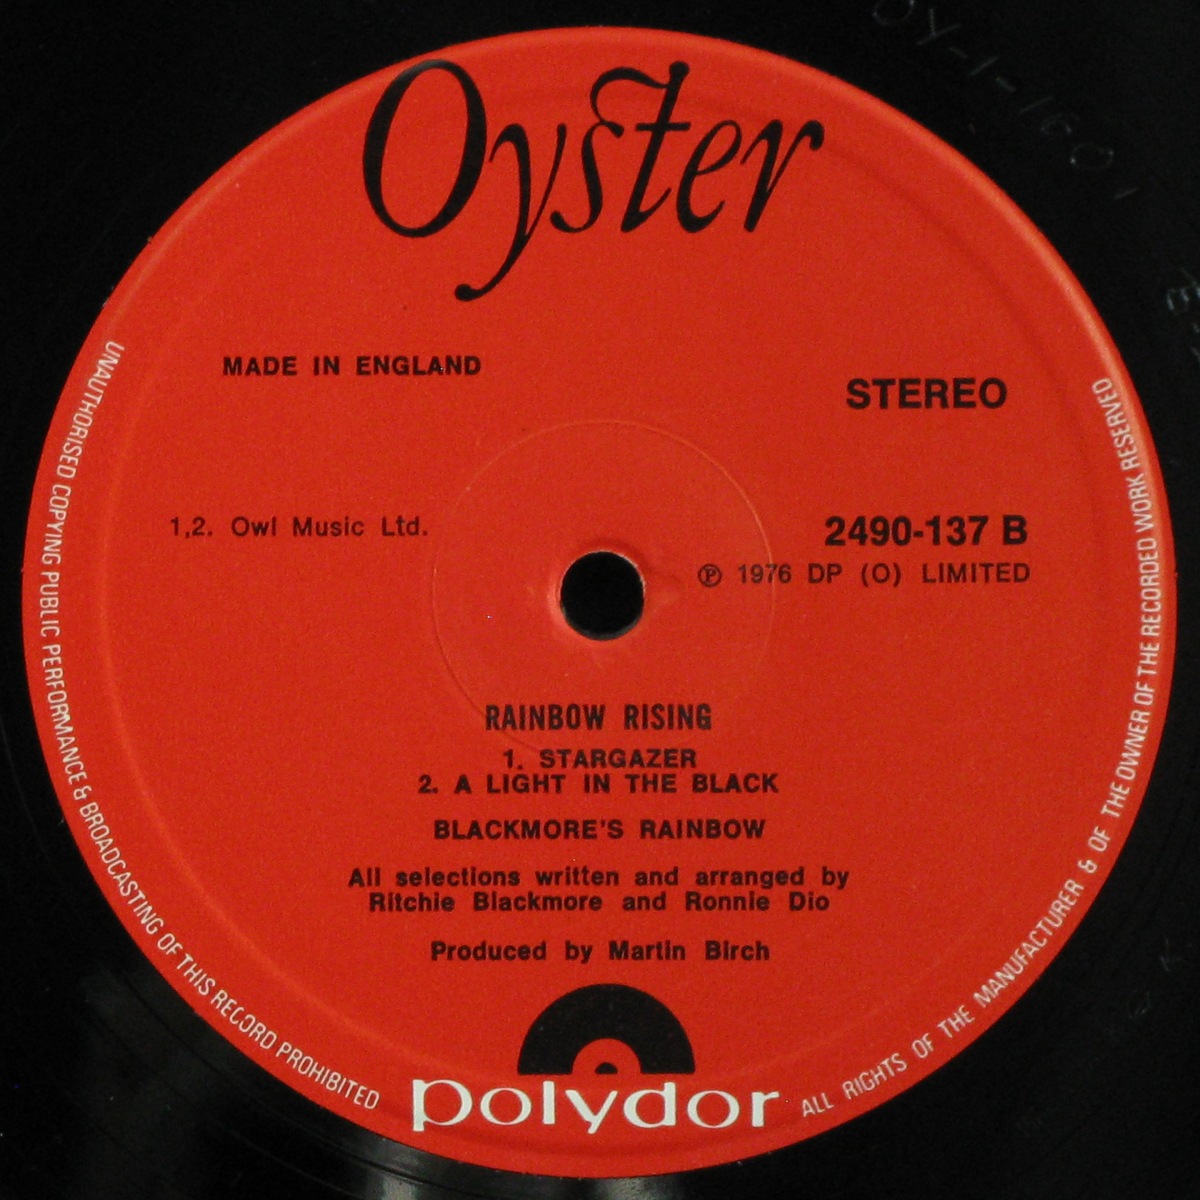 Oyster
MADE IN ENGLAND
STEREO
1,2. Owl Music Ltd.
2490-137 B
℗ 1976 DP (O) LIMITED
RAINBOW RISING
1. STARGAZER
2. A LIGHT IN THE BLACK
BLACKMORE'S RAINBOW
All selections written and arranged by
Ritchie Blackmore and Ronnie Dio
Produced by Martin Birch
polydor
UNAUTHORISED COPYING PUBLIC PERFORMANCE & BROADCASTING OF THIS RECORD PROHIBITED
ALL RIGHTS OF THE MANUFACTURER & OF THE OWNER OF THE RECORDED WORK RESERVED